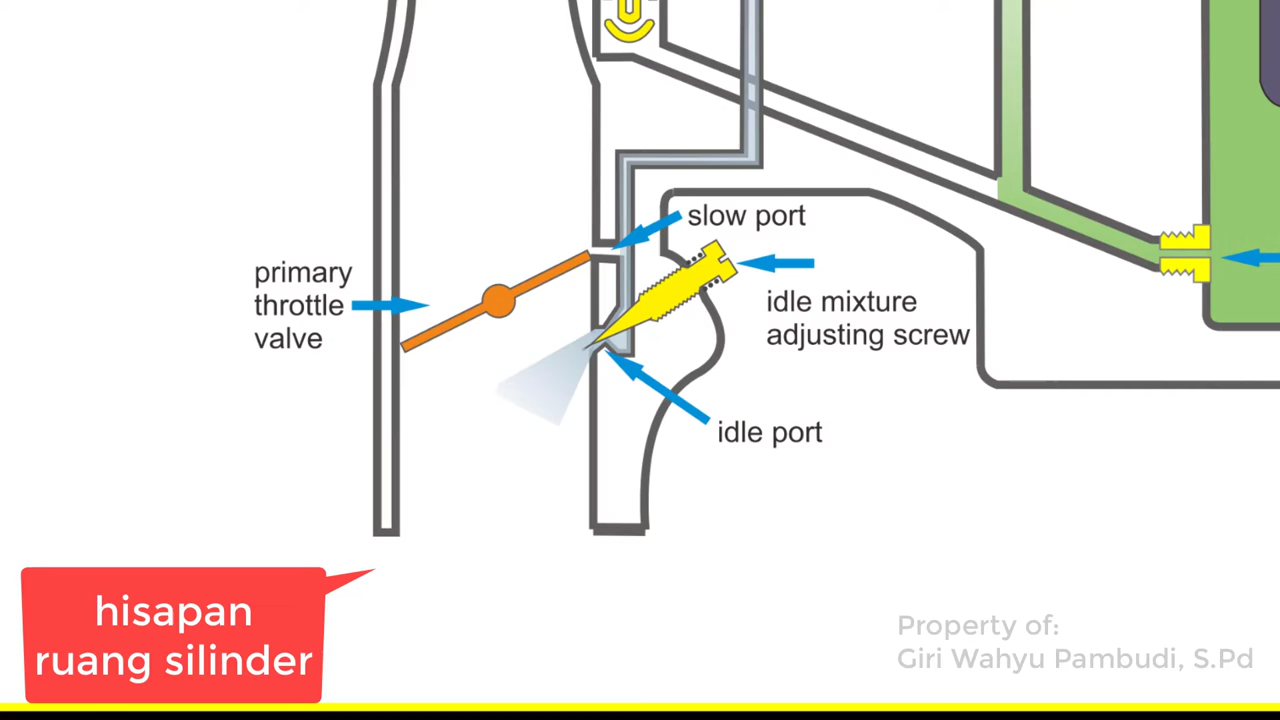 slow port
primary
throttle
valve
idle mixture
adjusting screw
idle port
hisapan
ruang silinder
Property of:
Giri Wahyu Pambudi, S.Pd